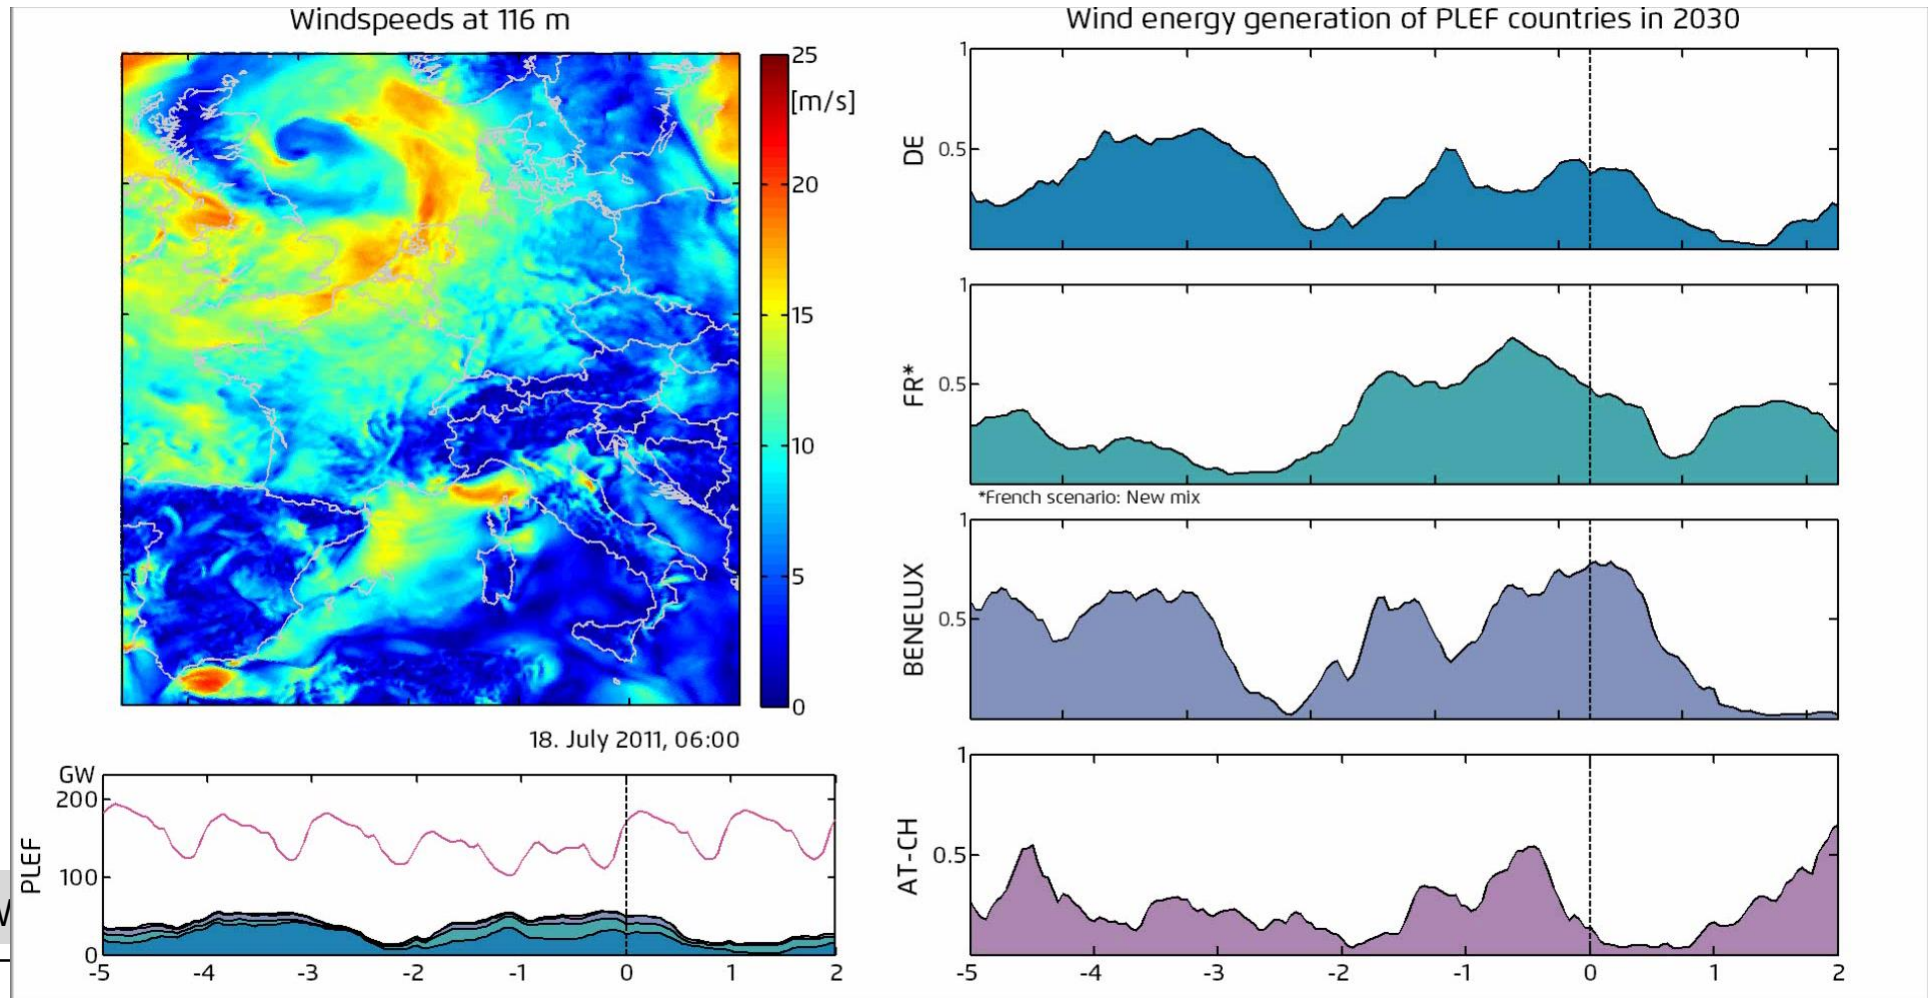 Windspeeds at 116 m
25
[m/s]
20
15
10
5
0
18. July 2011, 06:00
GW
200
100
0
PLEF
-5 -4 -3 -2 -1 0 1 2
Wind energy generation of PLEF countries in 2030
1
0.5
DE
1
0.5
FR*
*French scenario: New mix
1
0.5
BENELUX
1
0.5
AT-CH
-5 -4 -3 -2 -1 0 1 2